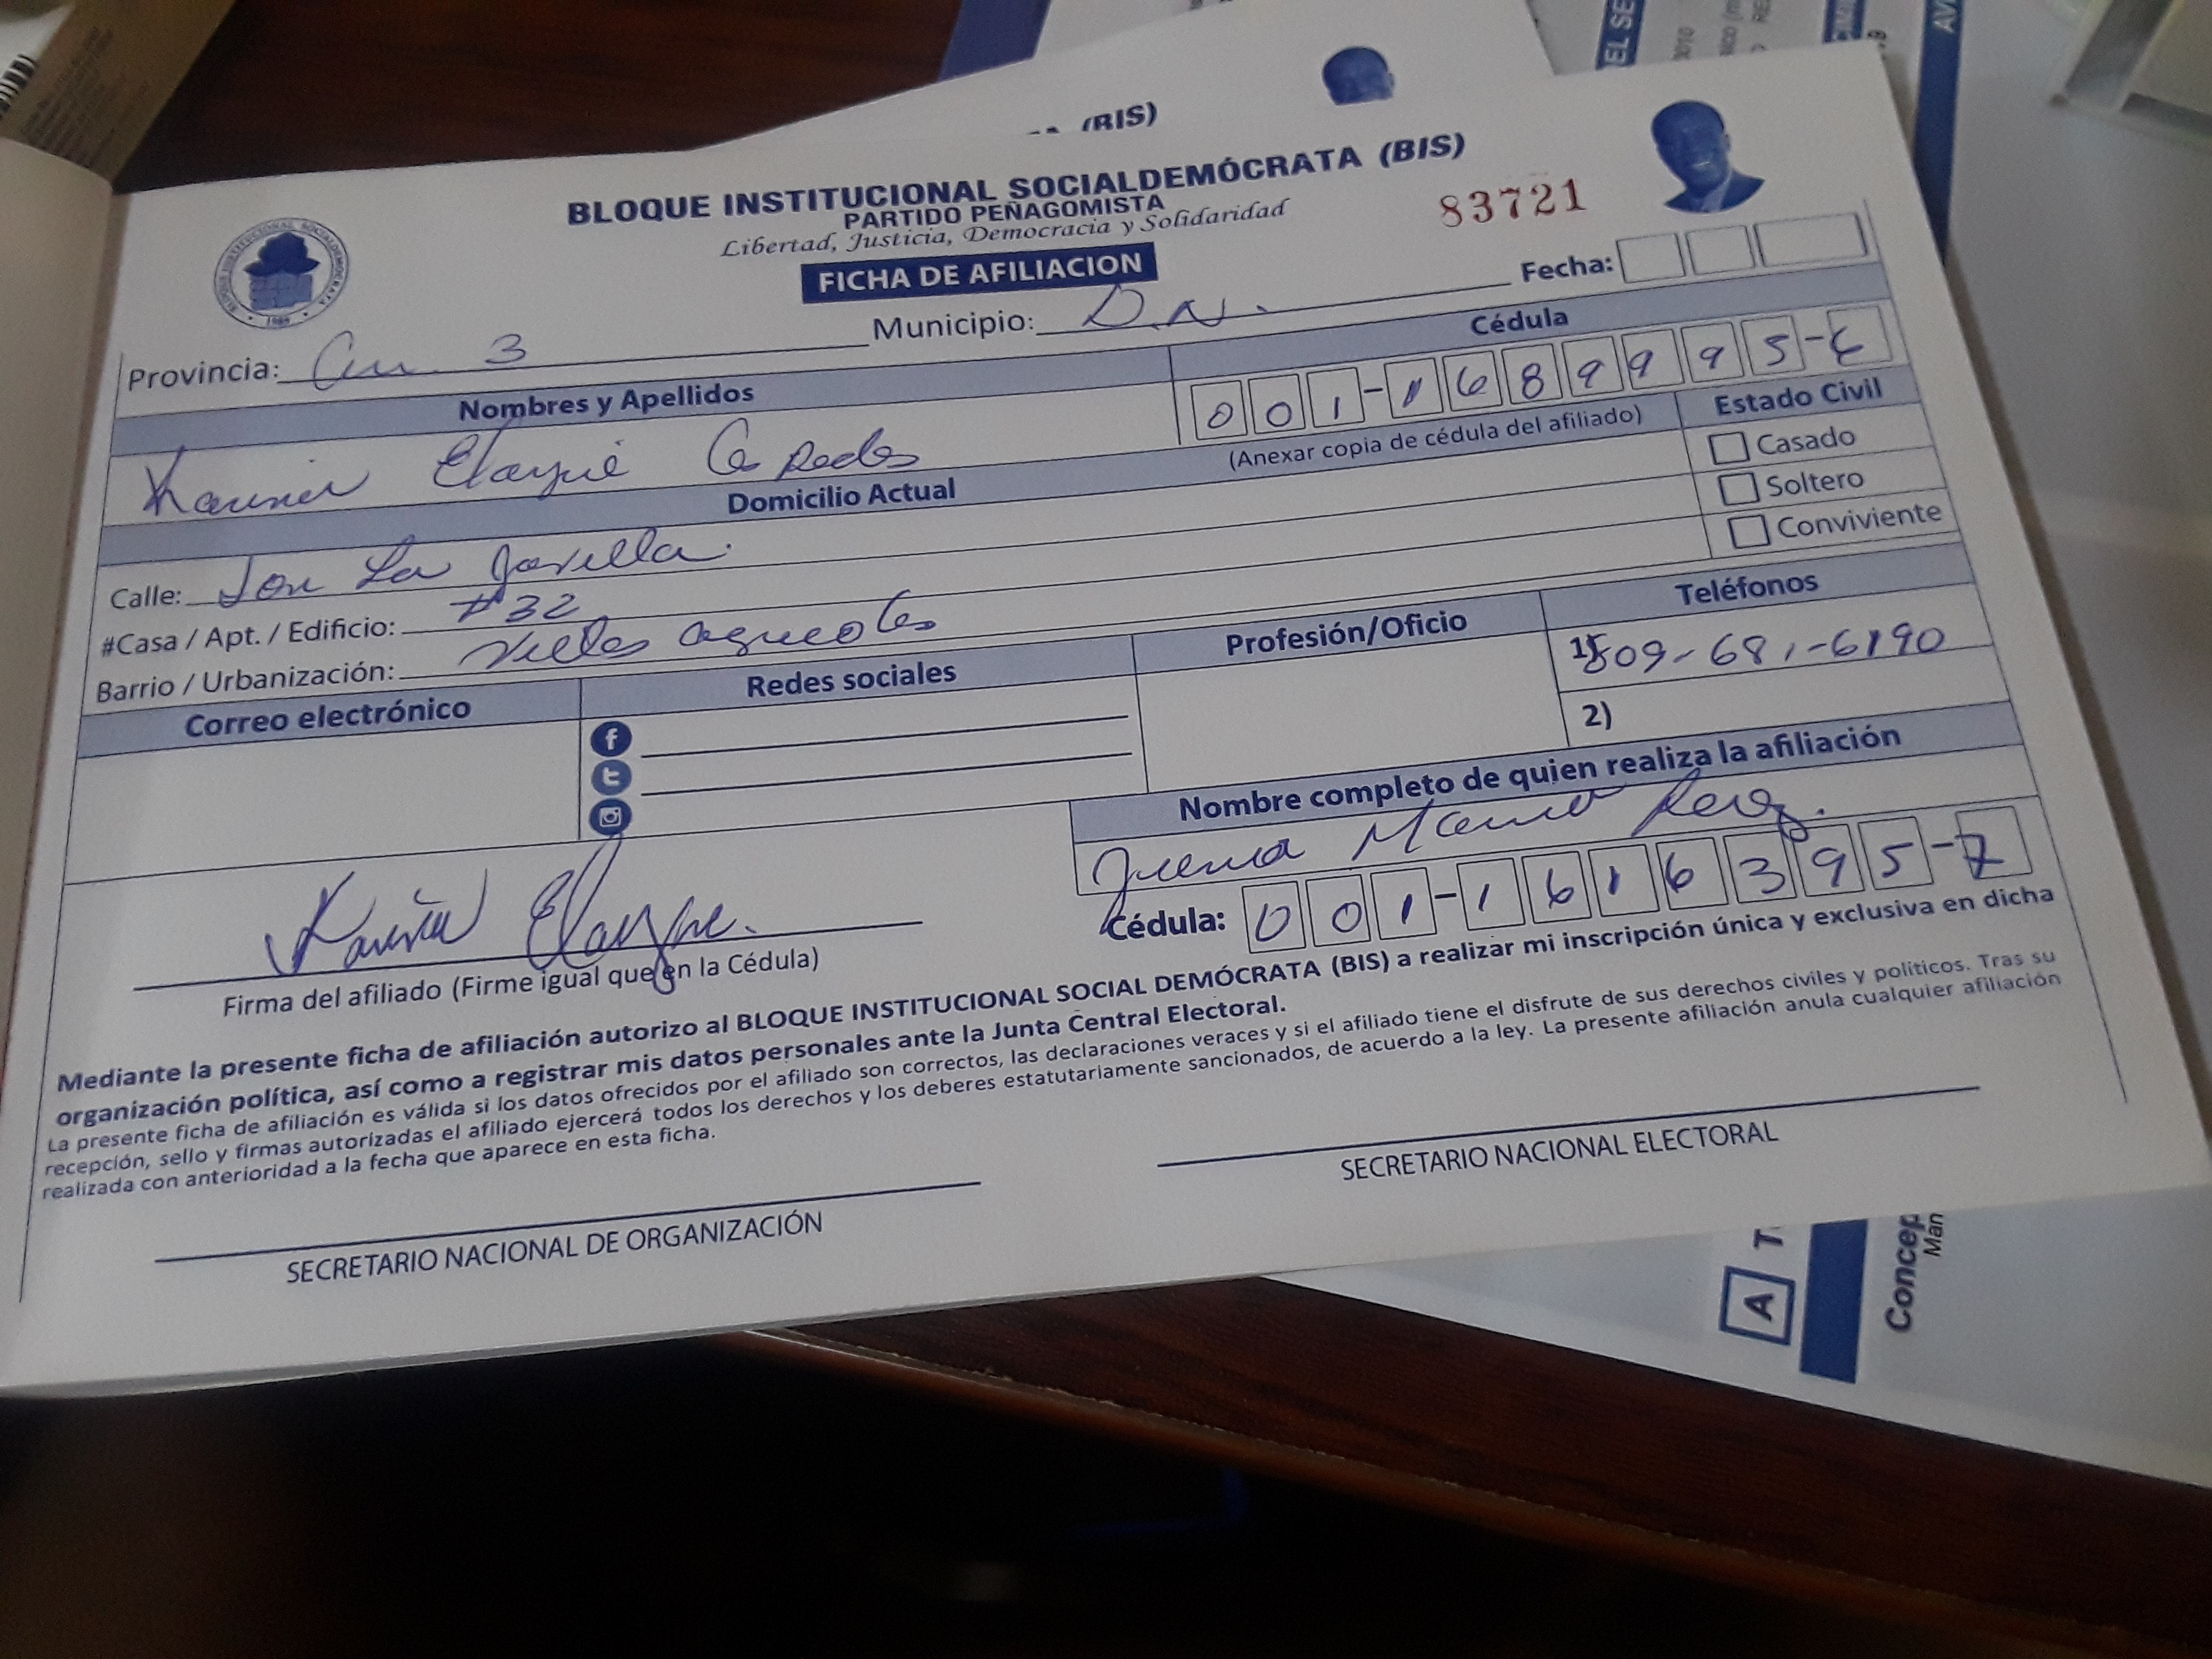 (BIS)
BLOQUE INSTITUCIONAL SOCIALDEMÓCRATA (BIS)
PARTIDO PEÑAGOMISTA
Libertad, Justicia, Democracia y Solidaridad
83721
FICHA DE AFILIACION
Fecha:
Provincia: 3 Municipio: D.N.
Nombres y Apellidos
Cédula
001-1689995-6
(Anexar copia de cédula del afiliado)
Estado Civil
Casado
Soltero
Conviviente
Domicilio Actual
Calle: La
#Casa / Apt. / Edificio: #32
Barrio / Urbanización: Villas Agricolas
Correo electrónico
Redes sociales
Profesión/Oficio
Teléfonos
1) 809-681-6190
2)
Nombre completo de quien realiza la afiliación
Cédula: 001-1616395-7
Firma del afiliado (Firme igual que en la Cédula)
Mediante la presente ficha de afiliación autorizo al BLOQUE INSTITUCIONAL SOCIAL DEMÓCRATA (BIS) a realizar mi inscripción única y exclusiva en dicha
organización política, así como a registrar mis datos personales ante la Junta Central Electoral.
La presente ficha de afiliación es válida si los datos ofrecidos por el afiliado son correctos, las declaraciones veraces y si el afiliado tiene el disfrute de sus derechos civiles y políticos. Tras su
recepción, sello y firmas autorizadas el afiliado ejercerá todos los derechos y los deberes estatutariamente sancionados, de acuerdo a la ley. La presente afiliación anula cualquier afiliación
realizada con anterioridad a la fecha que aparece en esta ficha.
SECRETARIO NACIONAL DE ORGANIZACIÓN
SECRETARIO NACIONAL ELECTORAL
A